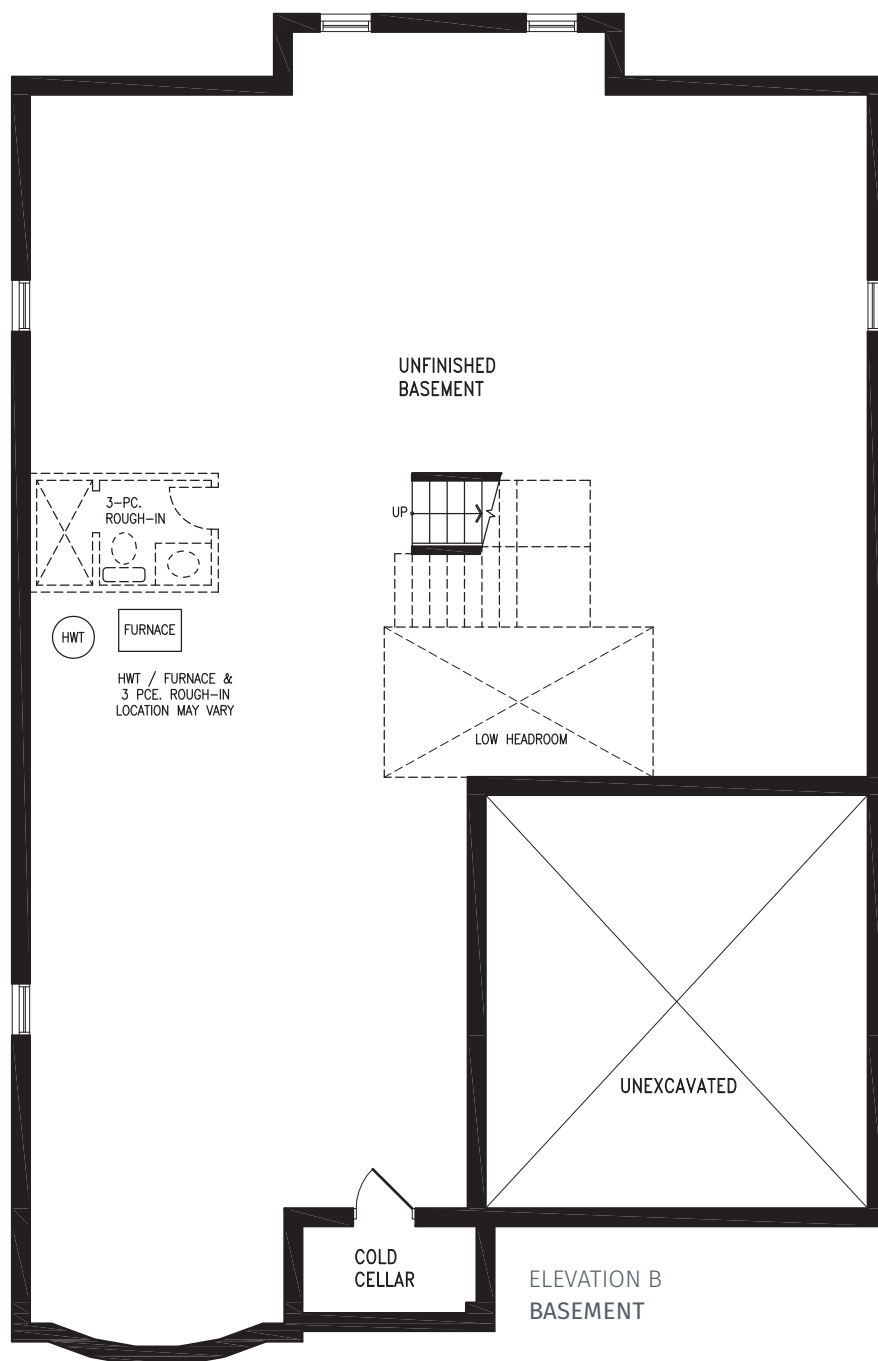 UNFINISHED
BASEMENT
3-PC.
ROUGH-IN
UP
HWT
FURNACE
HWT / FURNACE &
3 PCE. ROUGH-IN
LOCATION MAY VARY
LOW HEADROOM
UNEXCAVATED
COLD
CELLAR
ELEVATION B
BASEMENT